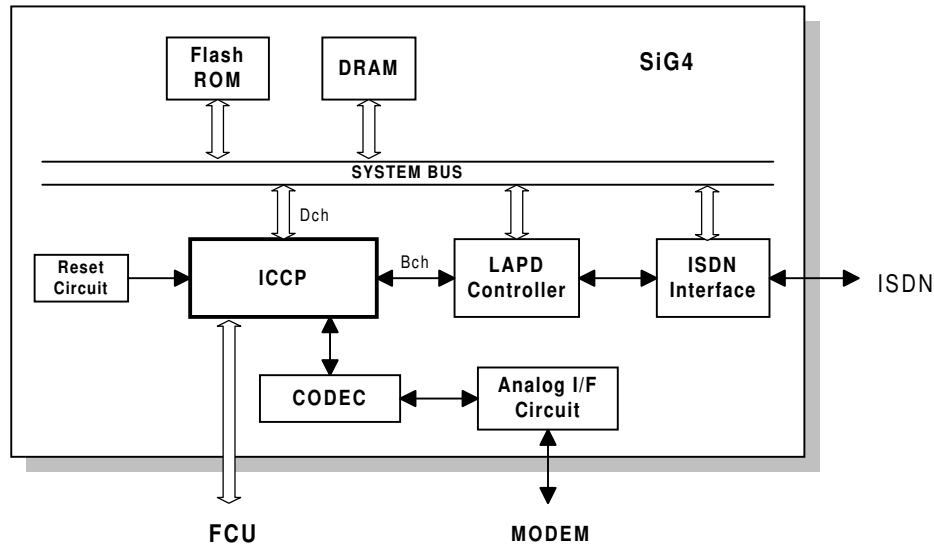 Flash
ROM
DRAM
SiG4
SYSTEM BUS
Dch
Reset
Circuit
ICCP
Bch
LAPD
Controller
ISDN
Interface
ISDN
CODEC
Analog I/F
Circuit
FCU
MODEM